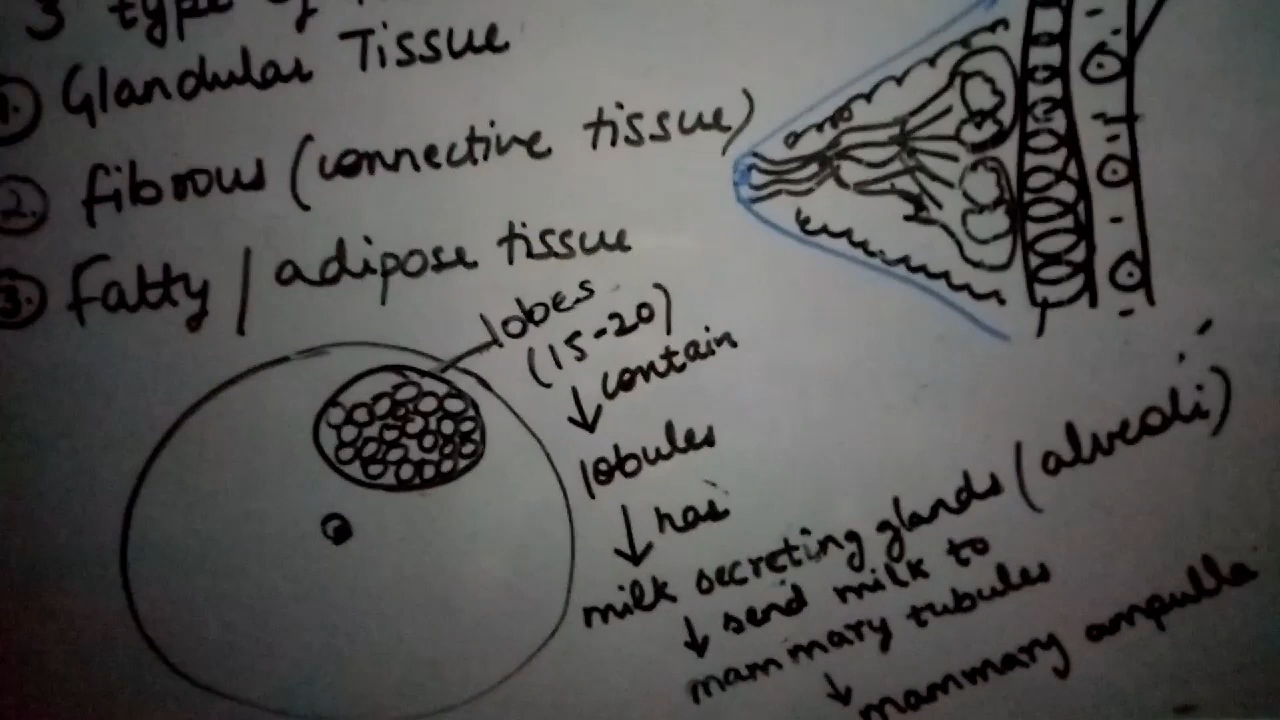 3 type of
1. Glandular Tissue
2. fibrous (connective tissue)
3. Fatty / adipose tissue
lobes
(15-20)
↓ contain
lobules
↓ has
milk secreting glands (alveoli)
↓ send milk to
mammary tubules
↓
mammary ampulla